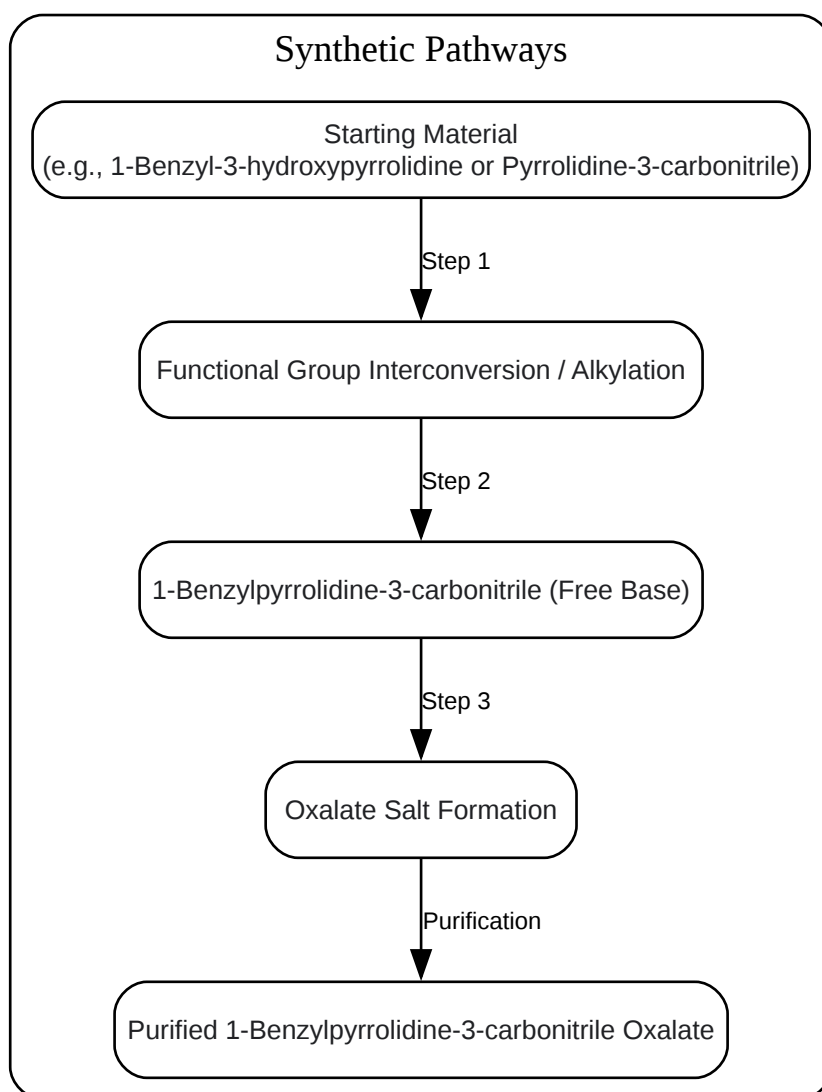 Synthetic Pathways
Starting Material
(e.g., 1-Benzyl-3-hydroxypyrrolidine or Pyrrolidine-3-carbonitrile)
Step 1
Functional Group Interconversion / Alkylation
Step 2
1-Benzylpyrrolidine-3-carbonitrile (Free Base)
Step 3
Oxalate Salt Formation
Purification
Purified 1-Benzylpyrrolidine-3-carbonitrile Oxalate